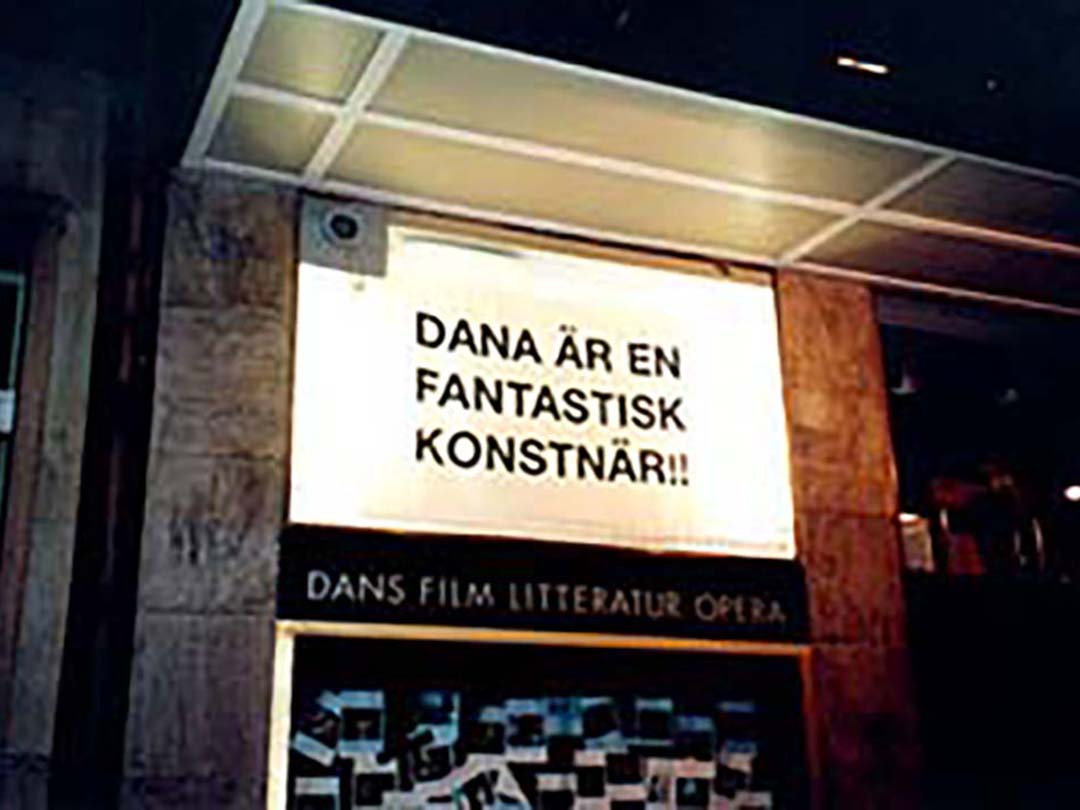 DANA ÄR EN
FANTASTISK
KONSTNÄR!!
DANS FILM LITTERATUR OPERA